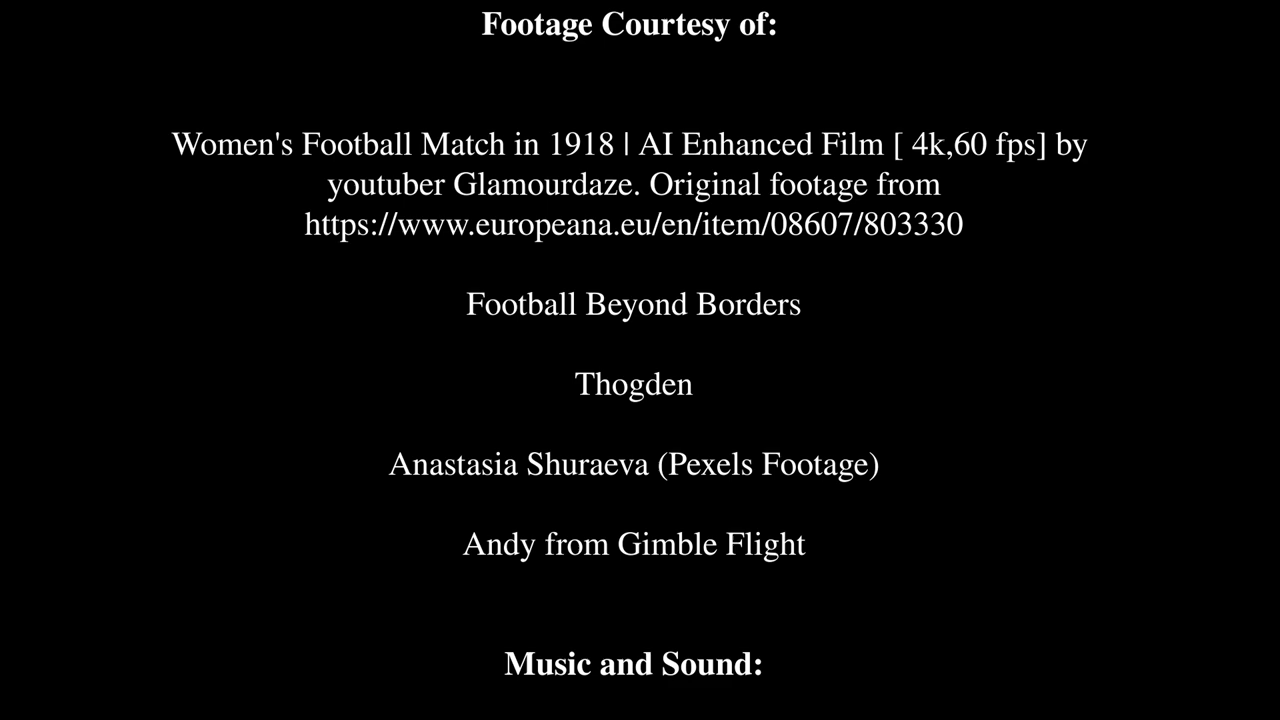 Footage Courtesy of:
Women's Football Match in 1918 | AI Enhanced Film [ 4k,60 fps] by
youtuber Glamourdaze. Original footage from
https://www.europeana.eu/en/item/08607/803330
Football Beyond Borders
Thogden
Anastasia Shuraeva (Pexels Footage)
Andy from Gimble Flight
Music and Sound: